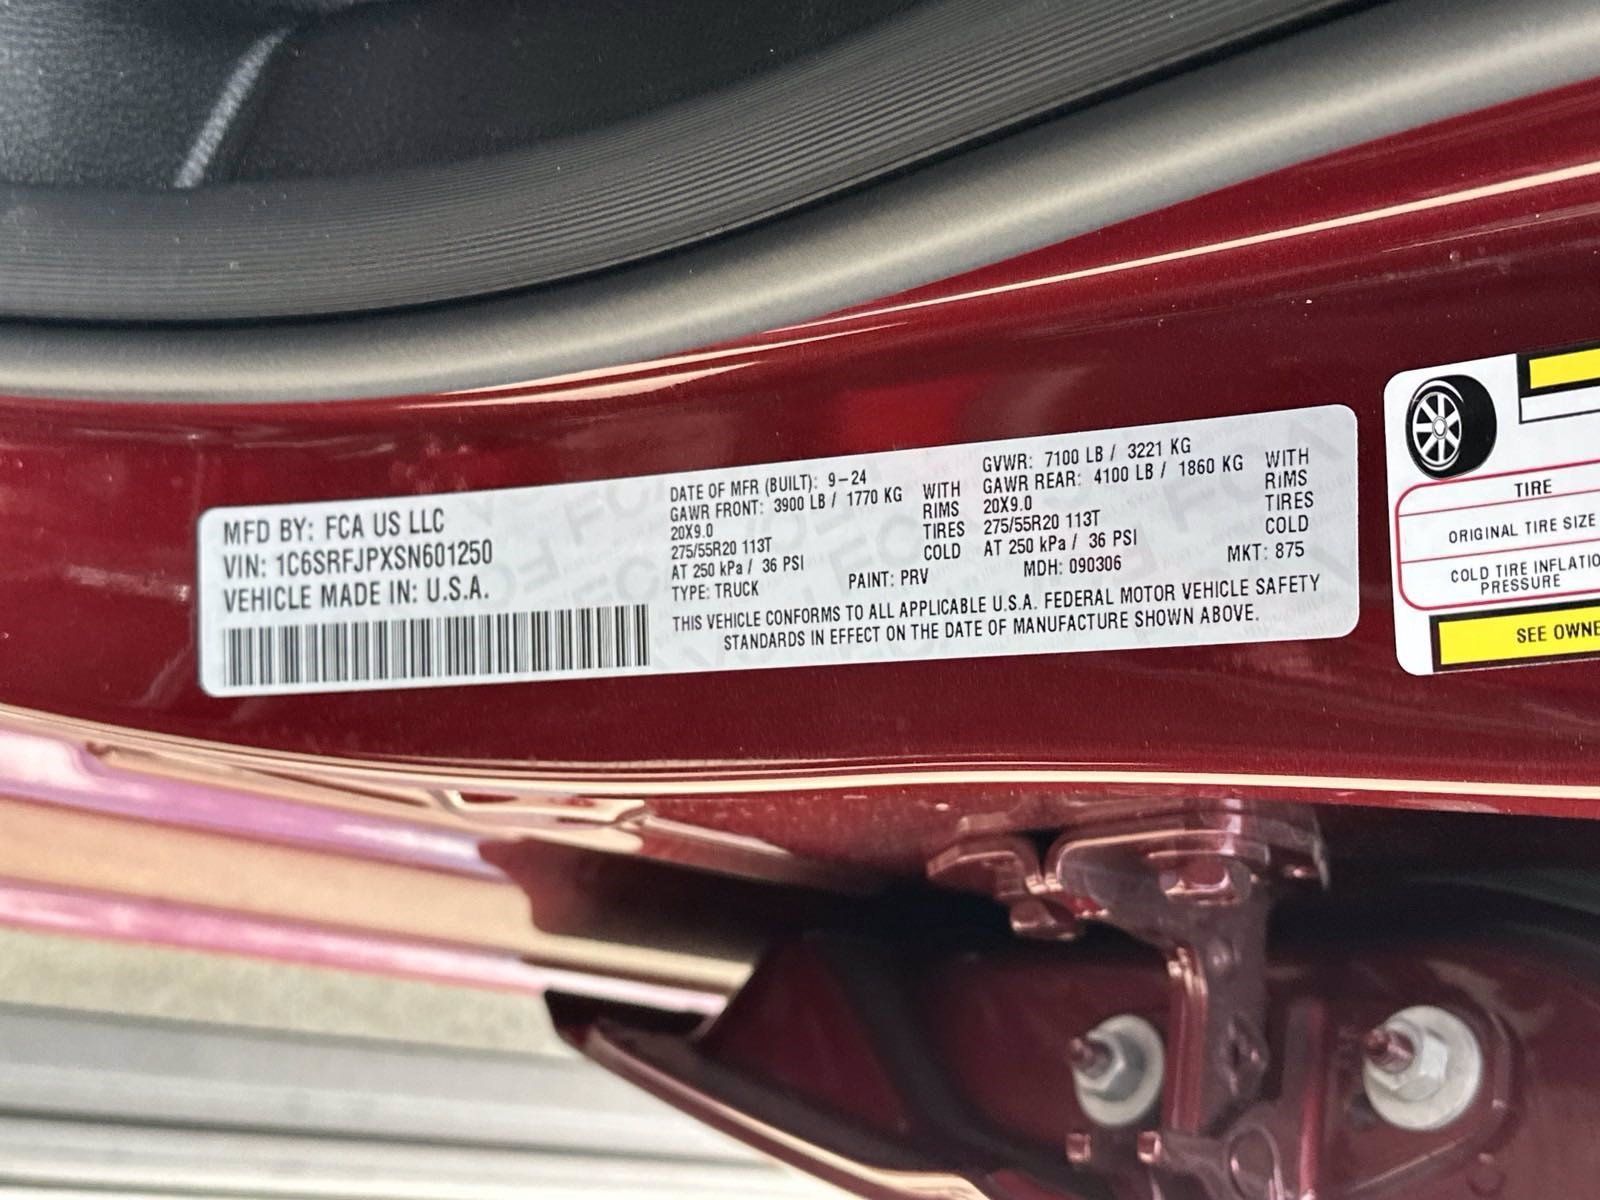 MFD BY: FCA US LLC
VIN: 1C6SRFJPXSN601250
VEHICLE MADE IN: U.S.A.
DATE OF MFR (BUILT): 9-24
GAWR FRONT: 3900 LB / 1770 KG WITH
20X9.0 RIMS
275/55R20 113T TIRES
AT 250 kPa / 36 PSI COLD
TYPE: TRUCK PAINT: PRV
GVWR: 7100 LB / 3221 KG
GAWR REAR: 4100 LB / 1860 KG WITH
20X9.0 RIMS
275/55R20 113T TIRES
AT 250 kPa / 36 PSI COLD
MDH: 090306 MKT: 875
THIS VEHICLE CONFORMS TO ALL APPLICABLE U.S.A. FEDERAL MOTOR VEHICLE SAFETY
STANDARDS IN EFFECT ON THE DATE OF MANUFACTURE SHOWN ABOVE.
TIRE
ORIGINAL TIRE SIZE
COLD TIRE INFLATIO
PRESSURE
SEE OWNE